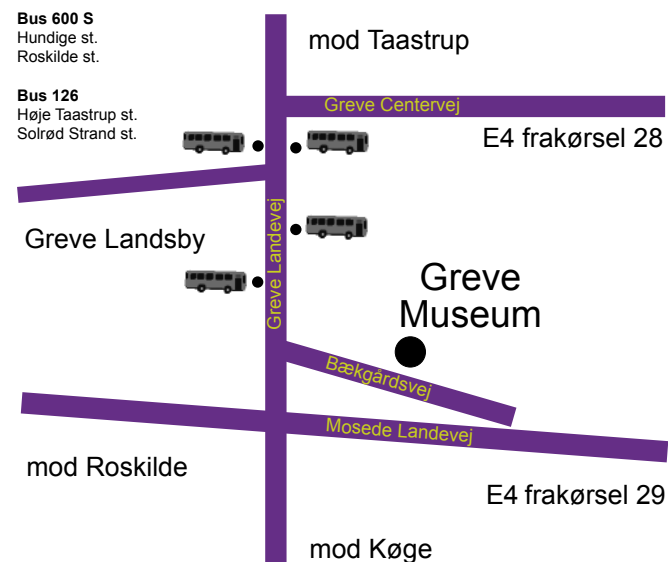 Bus 600 S
Hundige st.
Roskilde st.
Bus 126
Høje Taastrup st.
Solrød Strand st.
mod Taastrup
Greve Centervej
E4 frakørsel 28
Greve Landsby
Greve Landevej
Greve
Museum
Bækgårdsvej
Mosede Landevej
mod Roskilde
E4 frakørsel 29
mod Køge